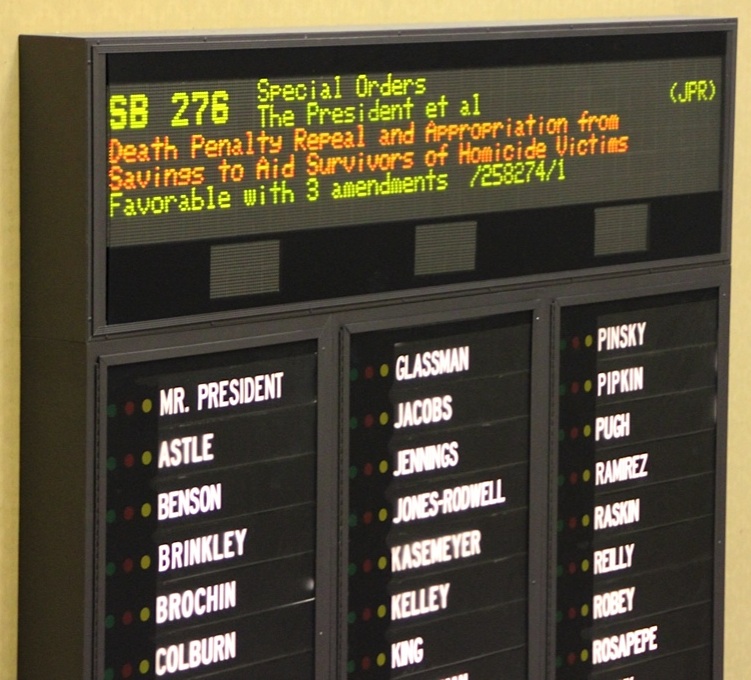 SB 276
Special Orders
(JPR)
The President et al
Death Penalty Repeal and Appropriation from
Savings to Aid Survivors of Homicide Victims
Favorable with 3 amendments /258274/1
MR. PRESIDENT
ASTLE
BENSON
BRINKLEY
BROCHIN
COLBURN
GLASSMAN
JACOBS
JENNINGS
JONES-RODWELL
KASEMEYER
KELLEY
KING
PINSKY
PIPKIN
PUGH
RAMIREZ
RASKIN
REILLY
ROBEY
ROSAPEPE